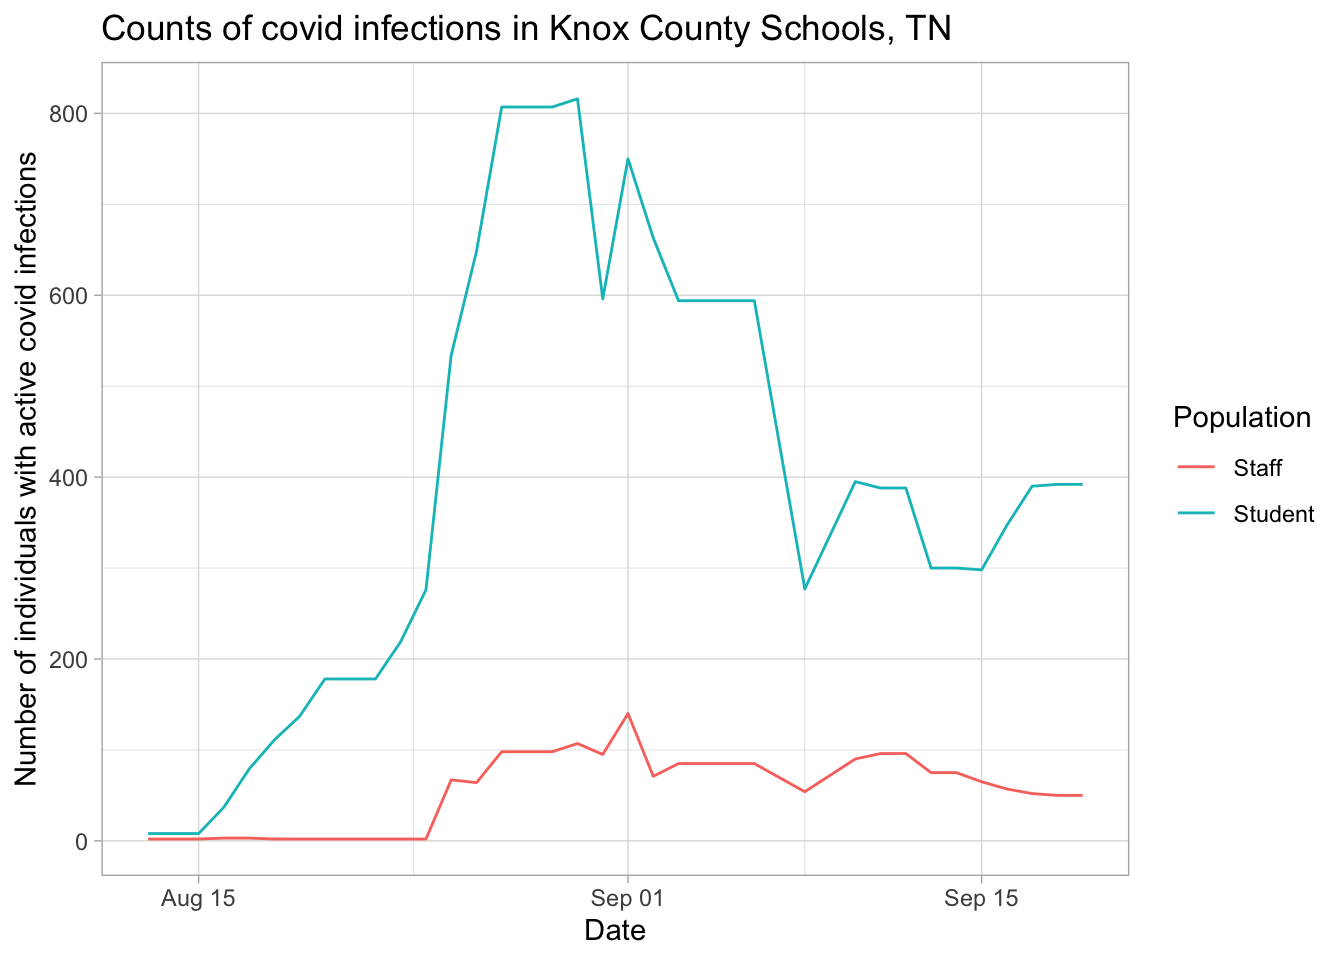 Counts of covid infections in Knox County Schools, TN
Number of individuals with active covid infections
800
600
400
200
0
Aug 15
Sep 01
Sep 15
Date
Population
Staff
Student